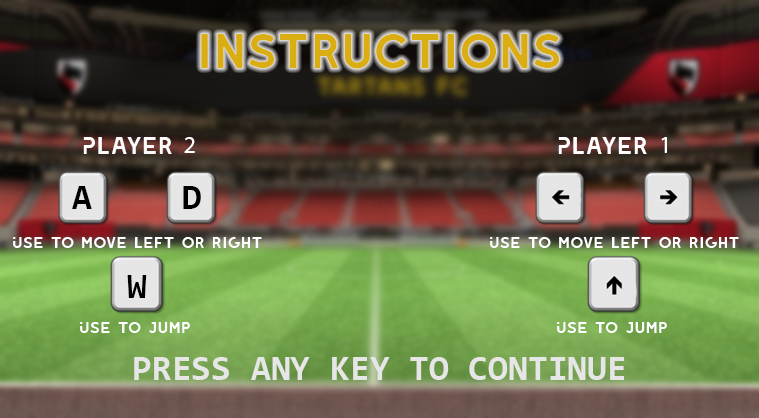 INSTRUCTIONS
TARTANS FC
PLAYER 2
PLAYER 1
A
D
← →
USE TO MOVE LEFT OR RIGHT
USE TO MOVE LEFT OR RIGHT
W
↑
USE TO JUMP
USE TO JUMP
PRESS ANY KEY TO CONTINUE